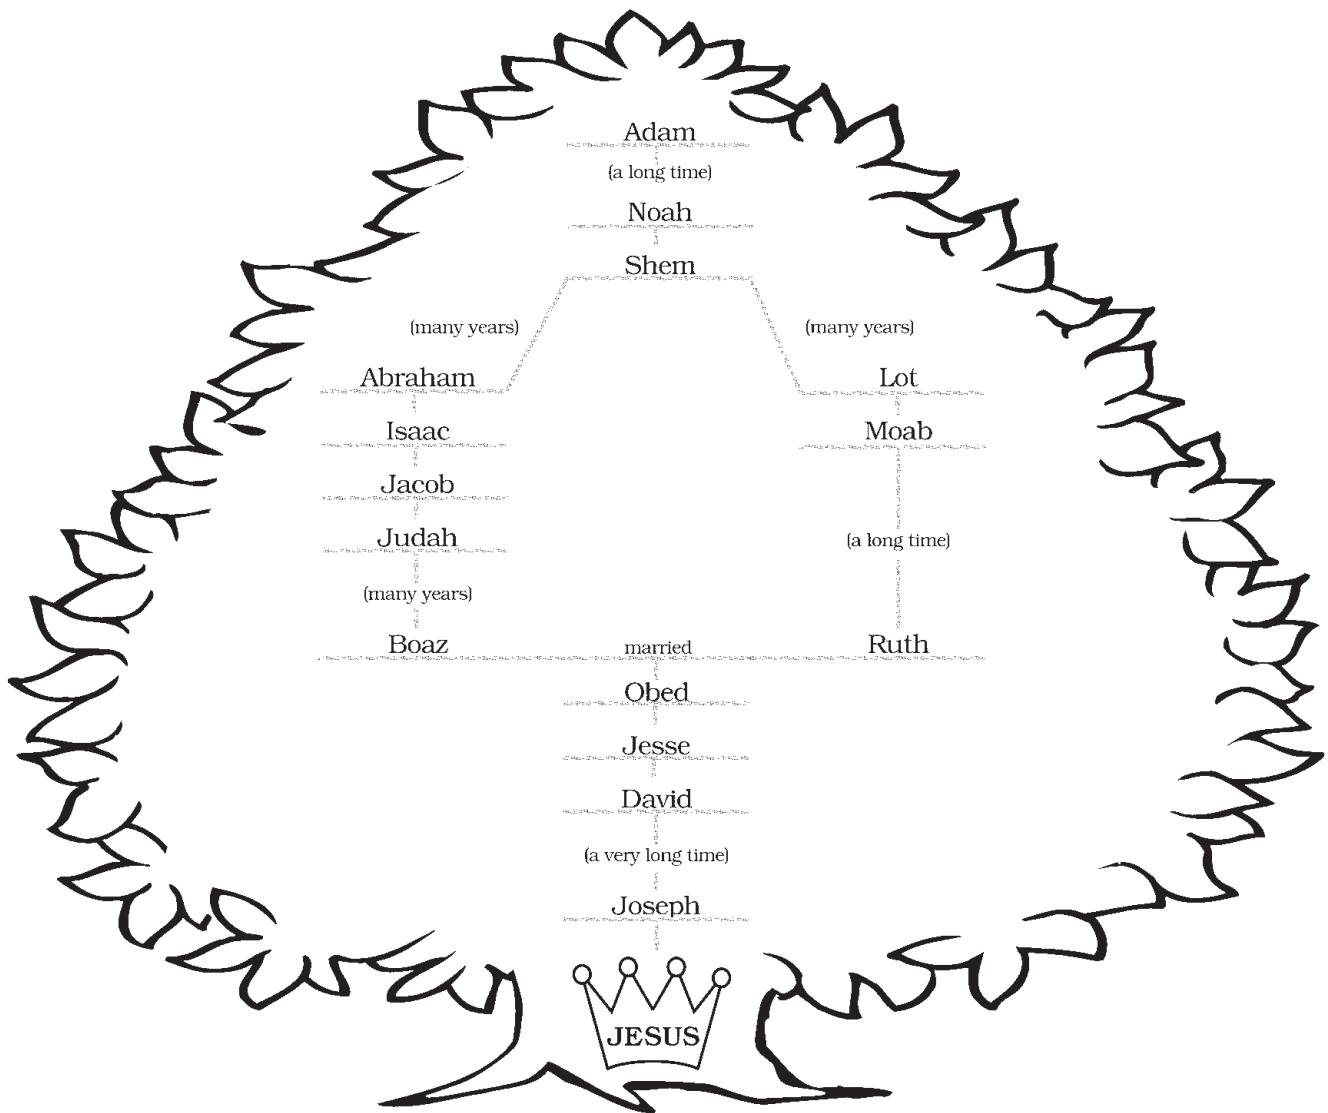 Adam
(a long time)
Noah
Shem
(many years) (many years)
Abraham Lot
Isaac Moab
Jacob
Judah (a long time)
(many years)
Boaz married Ruth
Obed
Jesse
David
(a very long time)
Joseph
JESUS